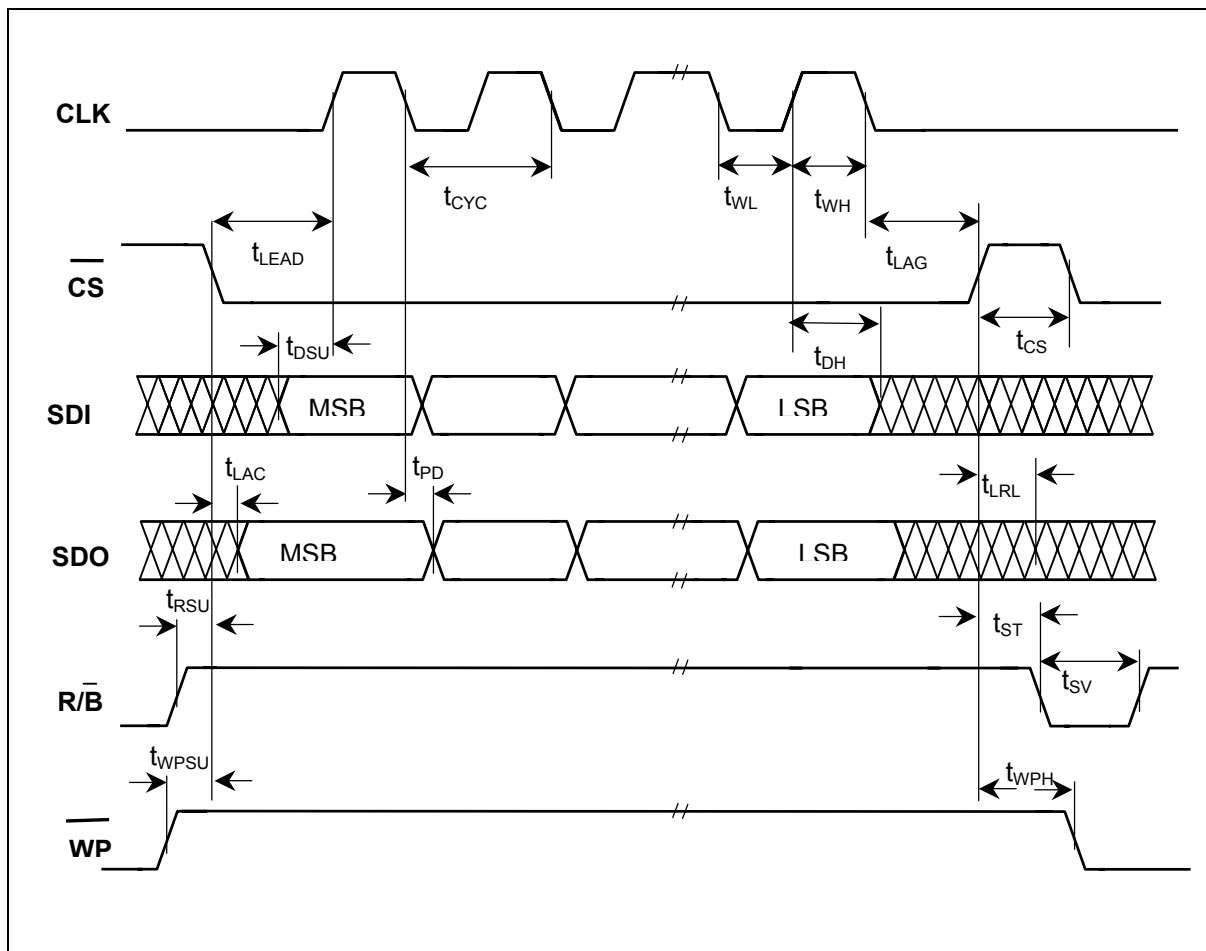 CLK
tCYC
tWL
tWH
tLEAD
tLAG
CS
tDSU
tDH
tCS
SDI
MSB
LSB
tLAC
tPD
tLRL
SDO
MSB
LSB
tRSU
tST
R/B
tSV
tWPSU
tWPH
WP